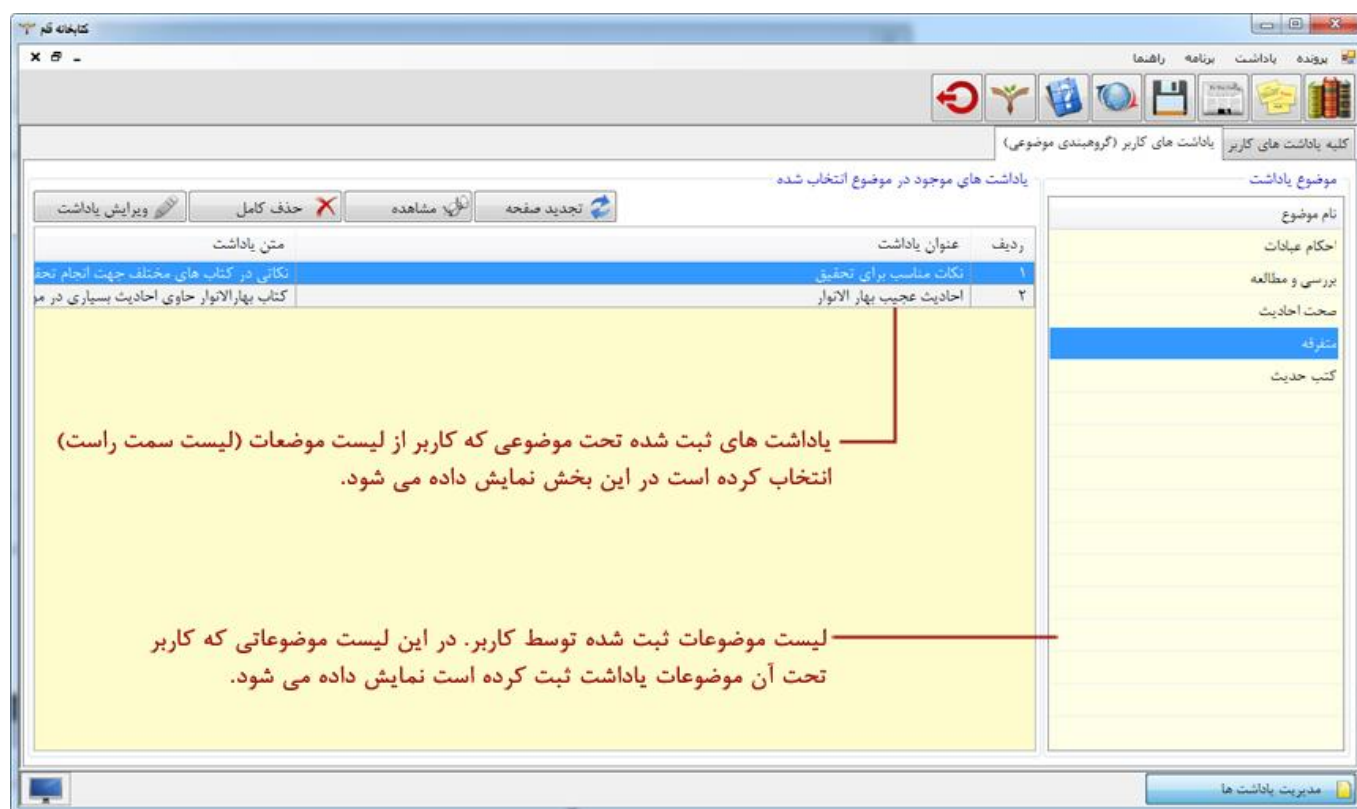 کتابخانه قم
پرونده یاداشت برنامه راهنما
کلیه یاداشت های کاربر یاداشت های کاربر (گروهبندی موضوعی)
موضوع یاداشت
نام موضوع
احکام عبادات
بررسی و مطالعه
صحت احادیث
متفرقه
کتب حدیث
یاداشت های موجود در موضوع انتخاب شده
تجدید صفحه مشاهده حذف کامل ویرایش یاداشت
ردیف عنوان یاداشت متن یاداشت
۱ نکات مناسب برای تحقیق نکاتی در کتاب های مختلف جهت انجام
۲ احادیث عجیب بهار الانوار کتاب بهارالانوار حاوی احادیث بسیاری در
یاداشت های ثبت شده تحت موضوعی که کاربر از لیست موضعات (لیست سمت راست)
انتخاب کرده است در این بخش نمایش داده می شود.
لیست موضوعات ثبت شده توسط کاربر. در این لیست موضوعاتی که کاربر
تحت آن موضوعات یاداشت ثبت کرده است نمایش داده می شود.
مدیریت یاداشت ها